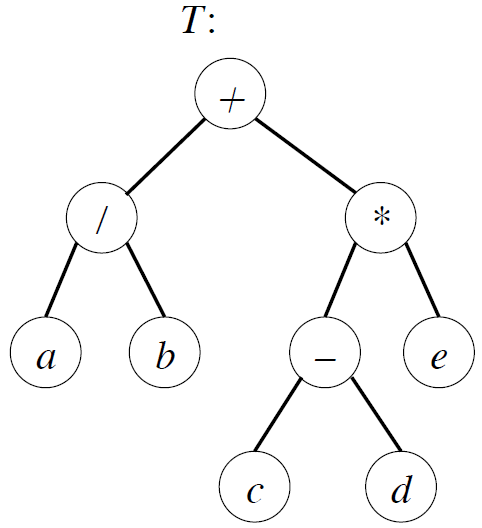 T:
+
/ *
a b – e
c d